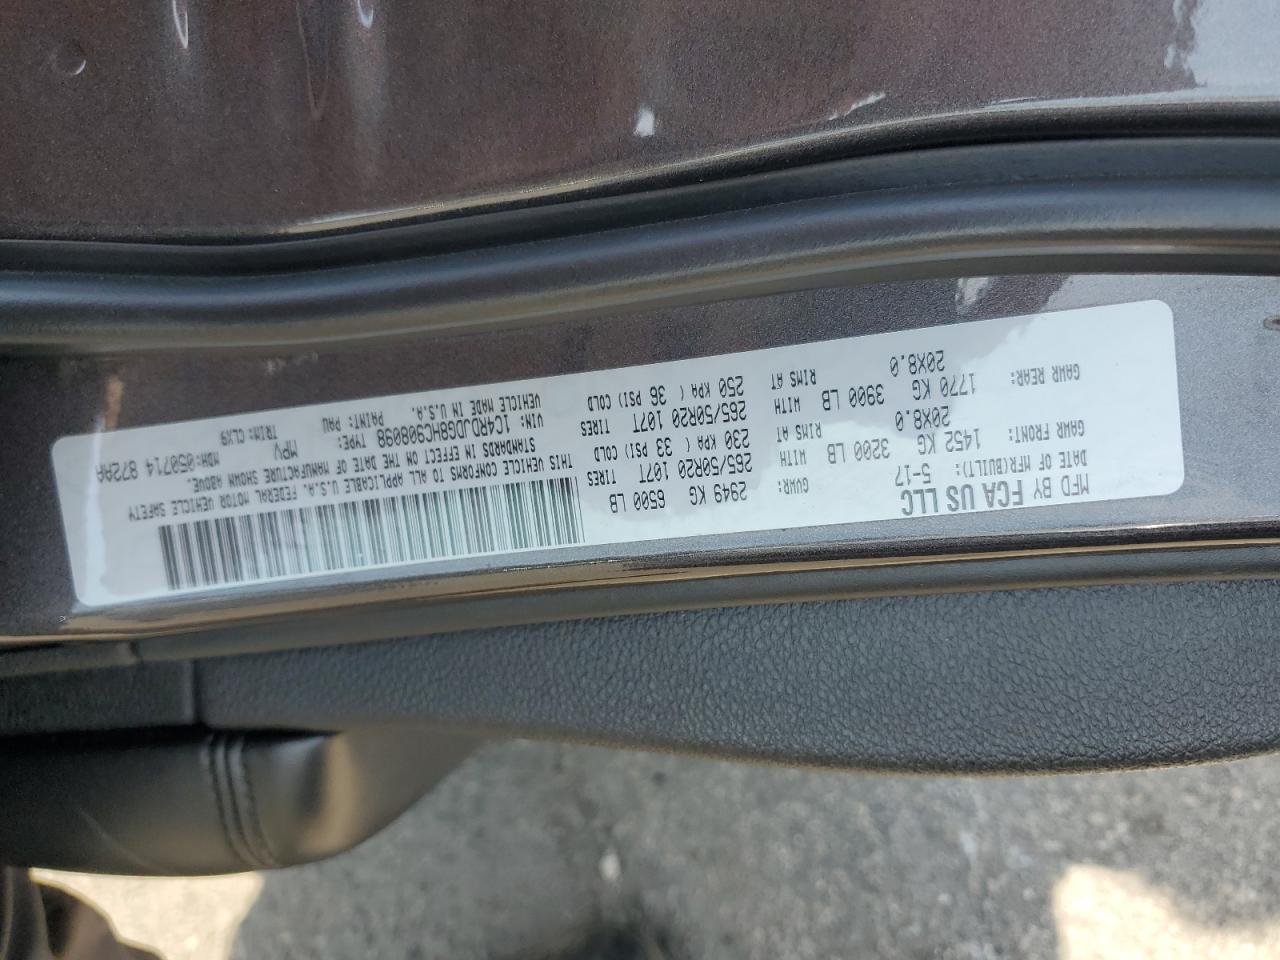 MFD BY FCA US LLC
DATE OF MFR(BUILT): 5-17 GVWR: 2949 KG 6500 LB
GAWR FRONT: 1452 KG 3200 LB WITH 265/50R20 107T TIRES
20X8.0 RIMS AT 230 KPA ( 33 PSI) COLD
GAWR REAR: 1770 KG 3900 LB WITH 265/50R20 107T TIRES
20X8.0 RIMS AT 250 KPA ( 36 PSI) COLD
THIS VEHICLE CONFORMS TO ALL APPLICABLE U.S.A. FEDERAL MOTOR VEHICLE SAFETY
STANDARDS IN EFFECT ON THE DATE OF MANUFACTURE SHOWN ABOVE.
MDH:050714 872AA
VIN: 1C4RDJDG8HC908098 TYPE: MPV
VEHICLE MADE IN U.S.A. PAINT: PAU TRIM: CLX9